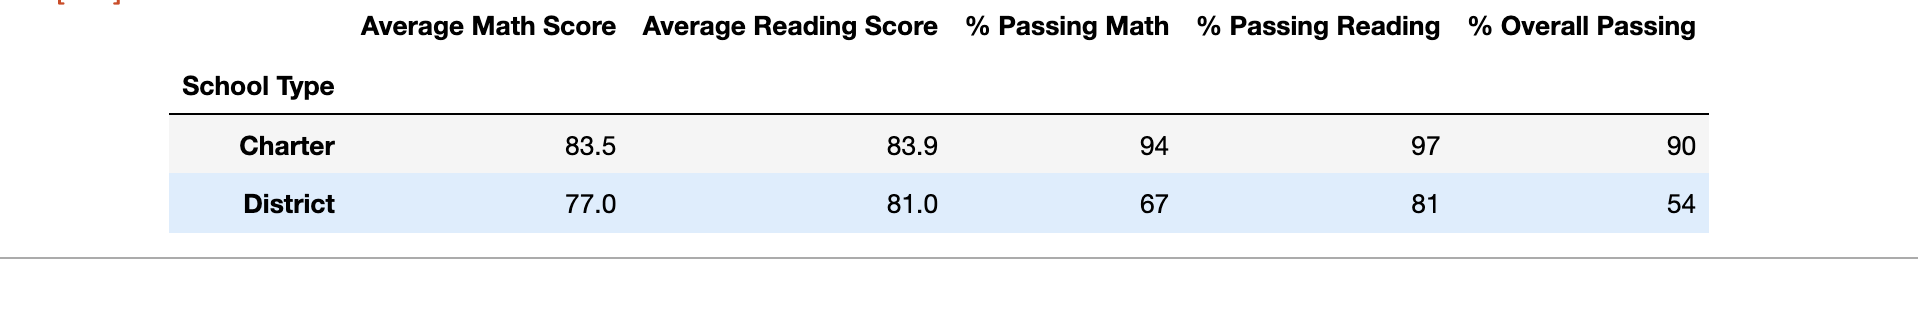 Average Math Score Average Reading Score % Passing Math % Passing Reading % Overall Passing
School Type
Charter 83.5 83.9 94 97 90
District 77.0 81.0 67 81 54